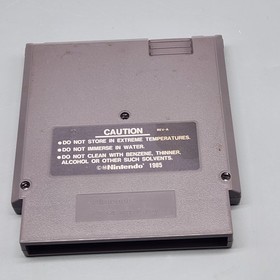 CAUTION REV-A
• DO NOT STORE IN EXTREME TEMPERATURES.
• DO NOT IMMERSE IN WATER.
• DO NOT CLEAN WITH BENZENE, THINNER,
ALCOHOL OR OTHER SUCH SOLVENTS.
©Nintendo 1985